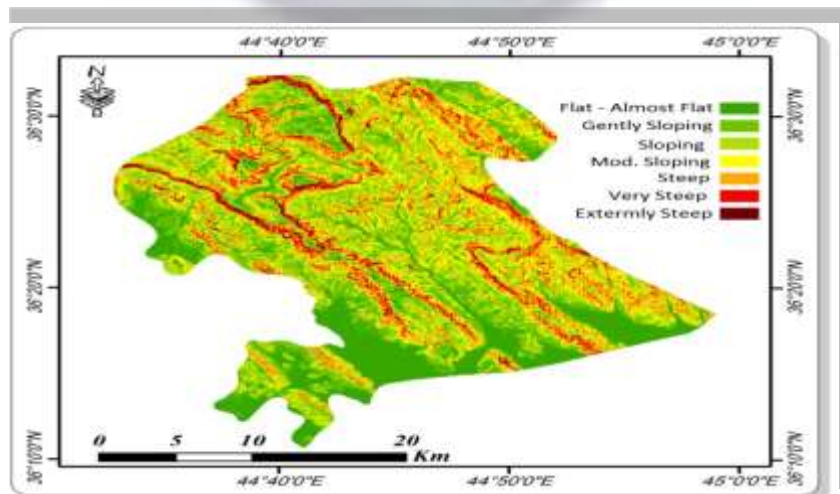 44°40'0"E 44°50'0"E 45°0'0"E
N
36°30'0"N 36°30'0"N
Flat - Almost Flat
Gently Sloping
Sloping
Mod. Sloping
Steep
Very Steep
Extermly Steep
36°20'0"N 36°20'0"N
0 5 10 20
Km
36°10'0"N 36°10'0"N
44°40'0"E 44°50'0"E 45°0'0"E